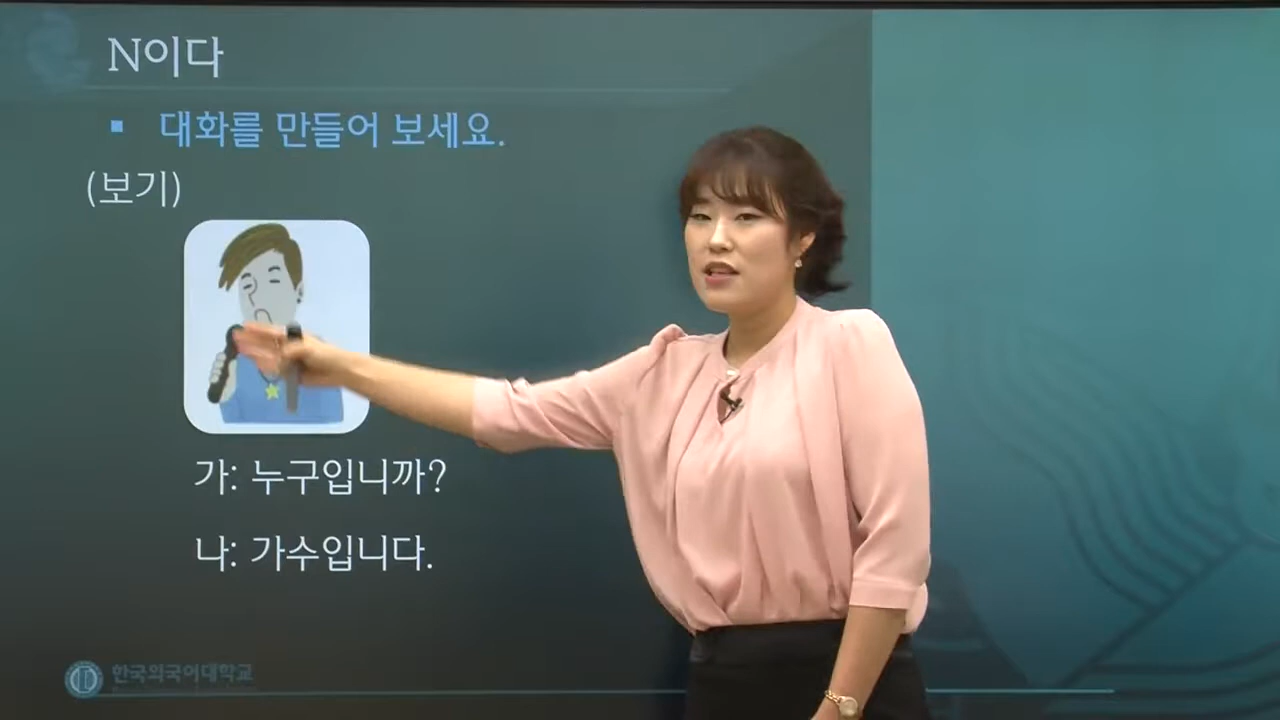 N이다
▪ 대화를 만들어 보세요.
(보기)
가: 누구입니까?
나: 가수입니다.
한국외국어대학교